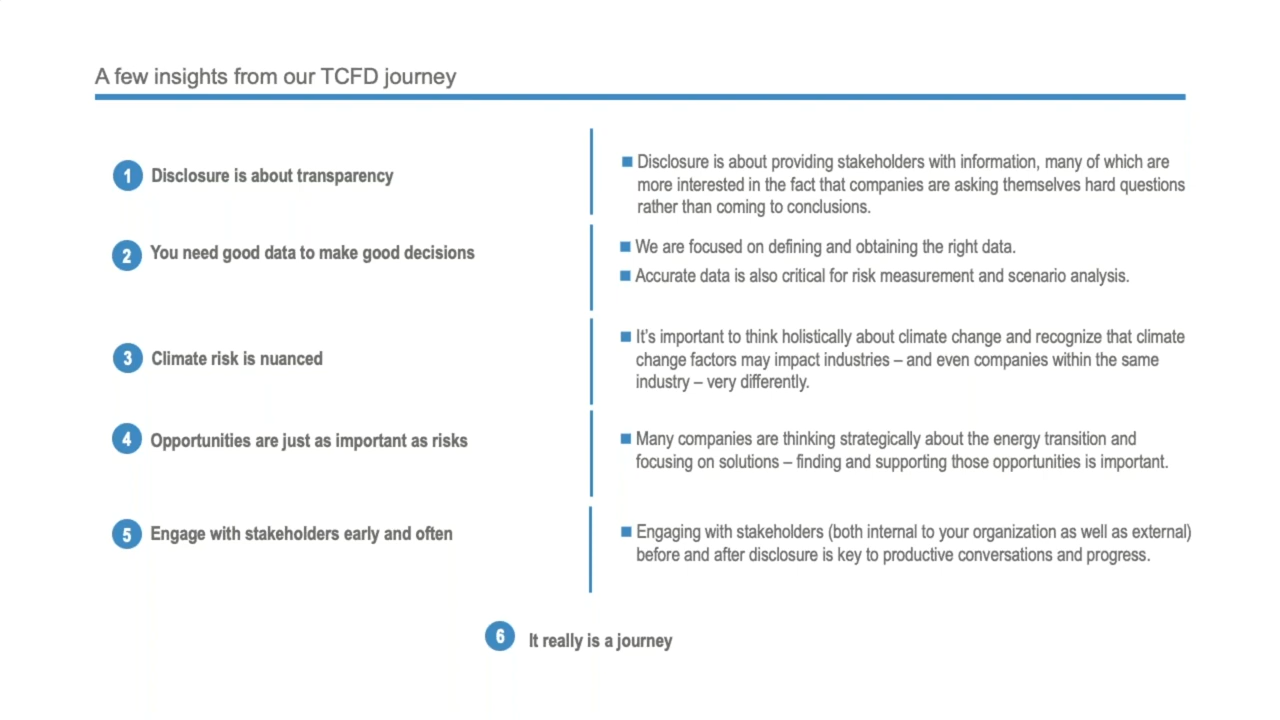 A few insights from our TCFD journey
1 Disclosure is about transparency
■ Disclosure is about providing stakeholders with information, many of which are
more interested in the fact that companies are asking themselves hard questions
rather than coming to conclusions.
2 You need good data to make good decisions
■ We are focused on defining and obtaining the right data.
■ Accurate data is also critical for risk measurement and scenario analysis.
3 Climate risk is nuanced
■ It’s important to think holistically about climate change and recognize that climate
change factors may impact industries – and even companies within the same
industry – very differently.
4 Opportunities are just as important as risks
■ Many companies are thinking strategically about the energy transition and
focusing on solutions – finding and supporting those opportunities is important.
5 Engage with stakeholders early and often
■ Engaging with stakeholders (both internal to your organization as well as external)
before and after disclosure is key to productive conversations and progress.
6 It really is a journey